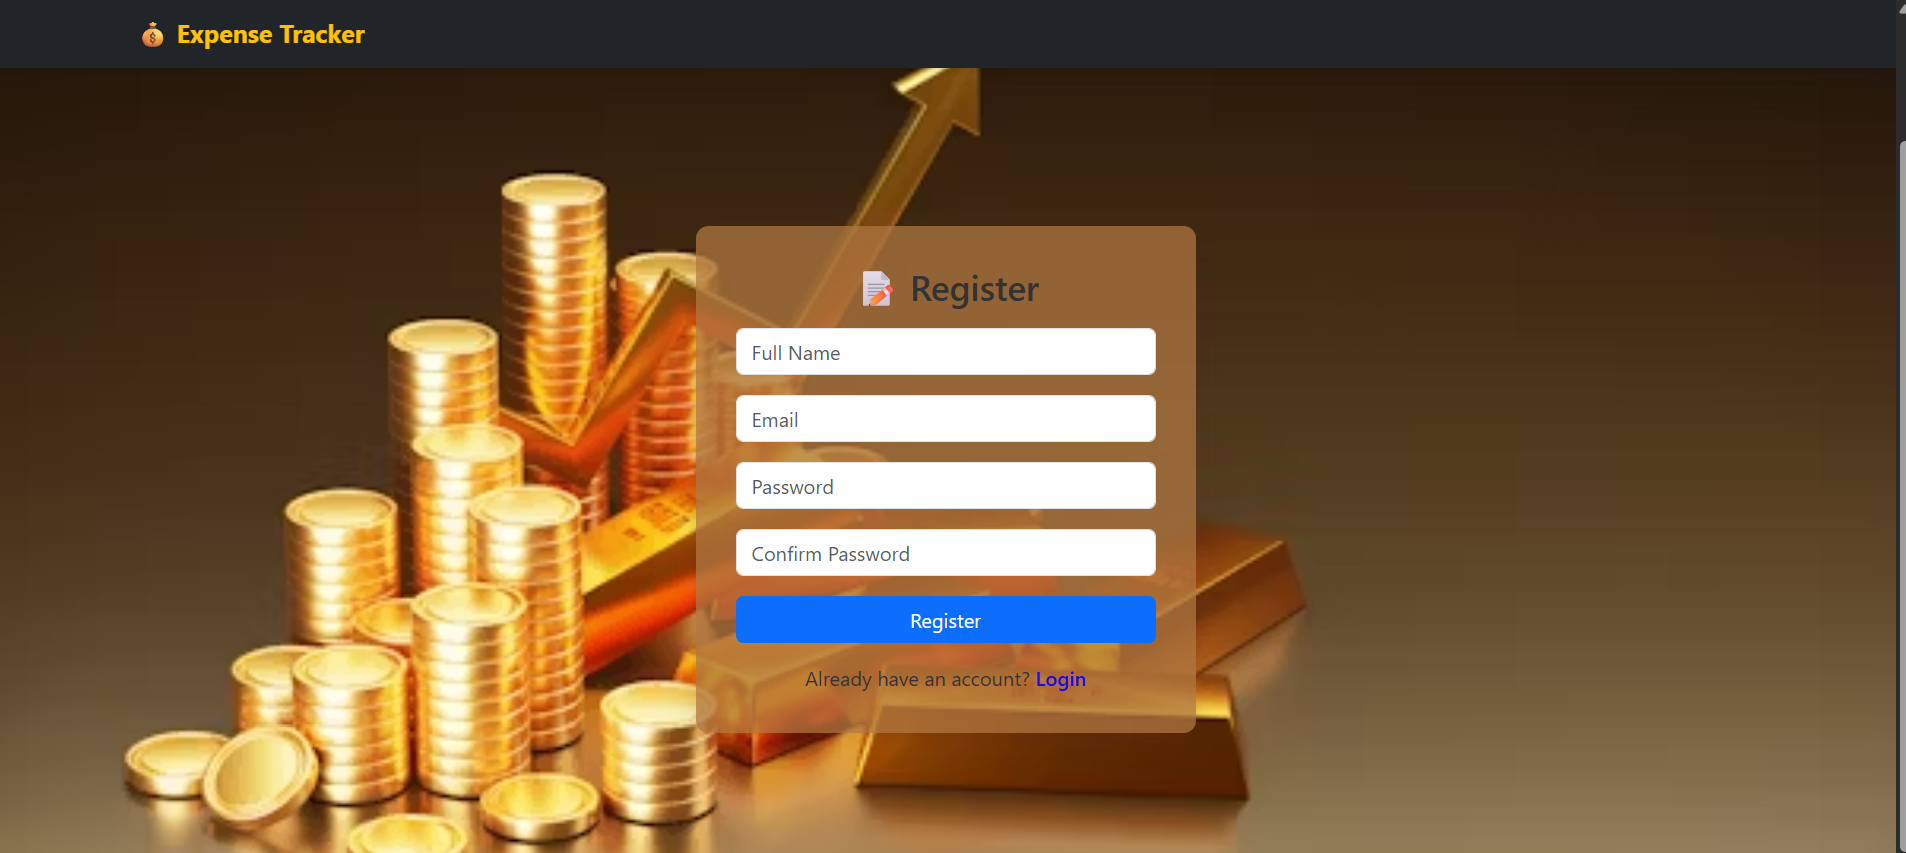 Expense Tracker
Register
Full Name
Email
Password
Confirm Password
Register
Already have an account? Login